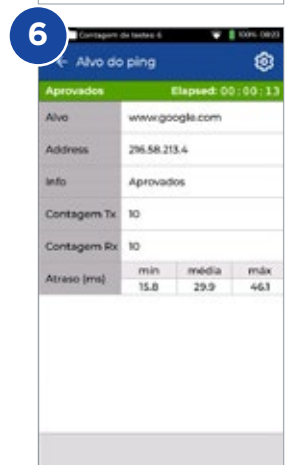 6
Contagem de testes 6 100% 08:23
Alvo do ping
Aprovados Elapsed: 00:00:13
Alvo www.google.com
Address 216.58.213.4
Info Aprovados
Contagem Tx 10
Contagem Rx 10
Atraso (ms) min média máx
15.8 29.9 46.1